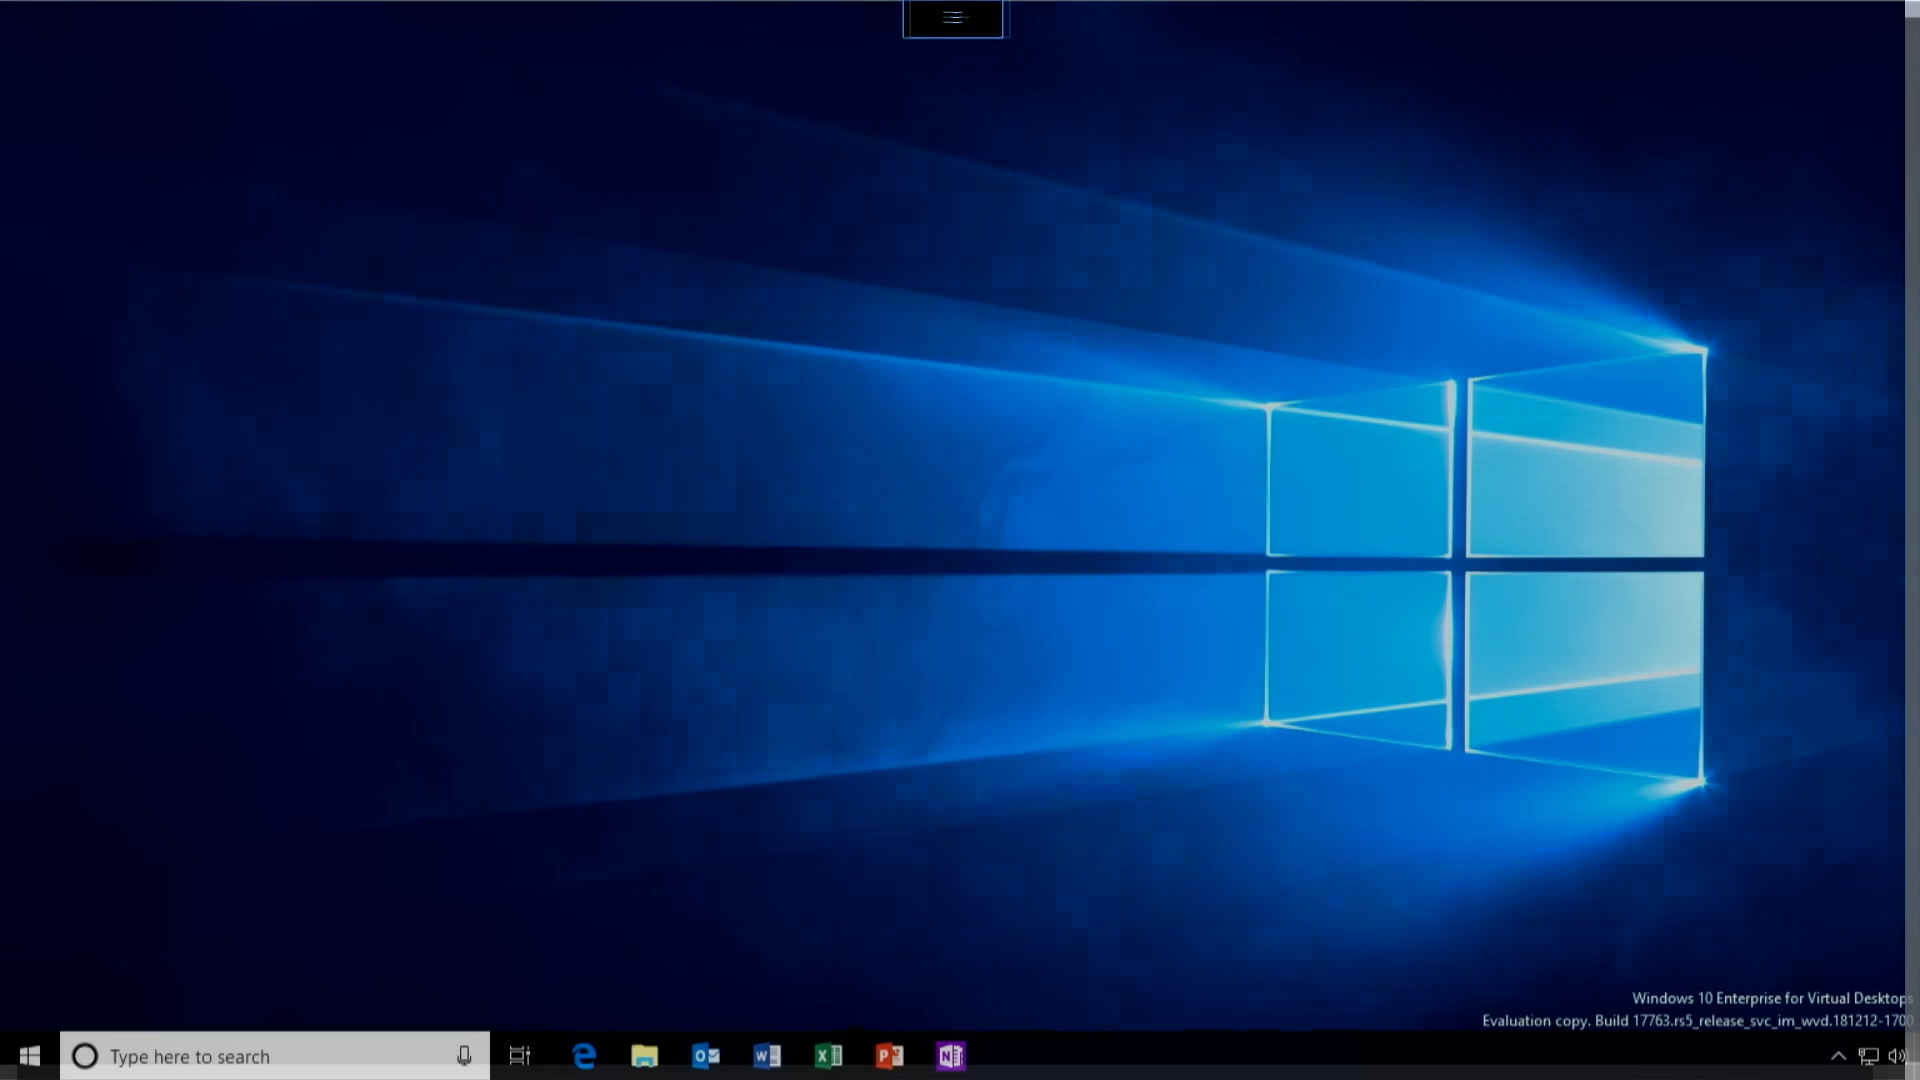 Windows 10 Enterprise for Virtual Desktops
Evaluation copy. Build 17763.rs5_release_svc_im_wvd.181212-1700
Type here to search